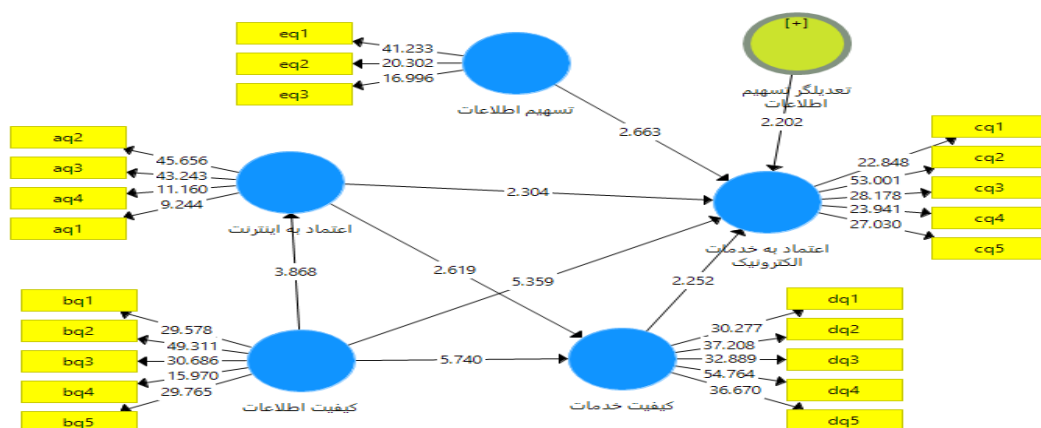 [+]
eq1
41.233
eq2
20.302
eq3
16.996
تسهیم اطلاعات
تعدیلگر تسهیم
اطلاعات
2.663
2.202
aq2
45.656
aq3
43.243
aq4
11.160
aq1
9.244
اعتماد به اینترنت
2.304
cq1
22.848
cq2
53.001
cq3
28.178
cq4
23.941
cq5
27.030
اعتماد به خدمات
الکترونیک
3.868
2.619
5.359
2.252
bq1
29.578
bq2
49.311
bq3
30.686
bq4
15.970
bq5
29.765
کیفیت اطلاعات
5.740
dq1
30.277
dq2
37.208
dq3
32.889
dq4
54.764
dq5
36.670
کیفیت خدمات